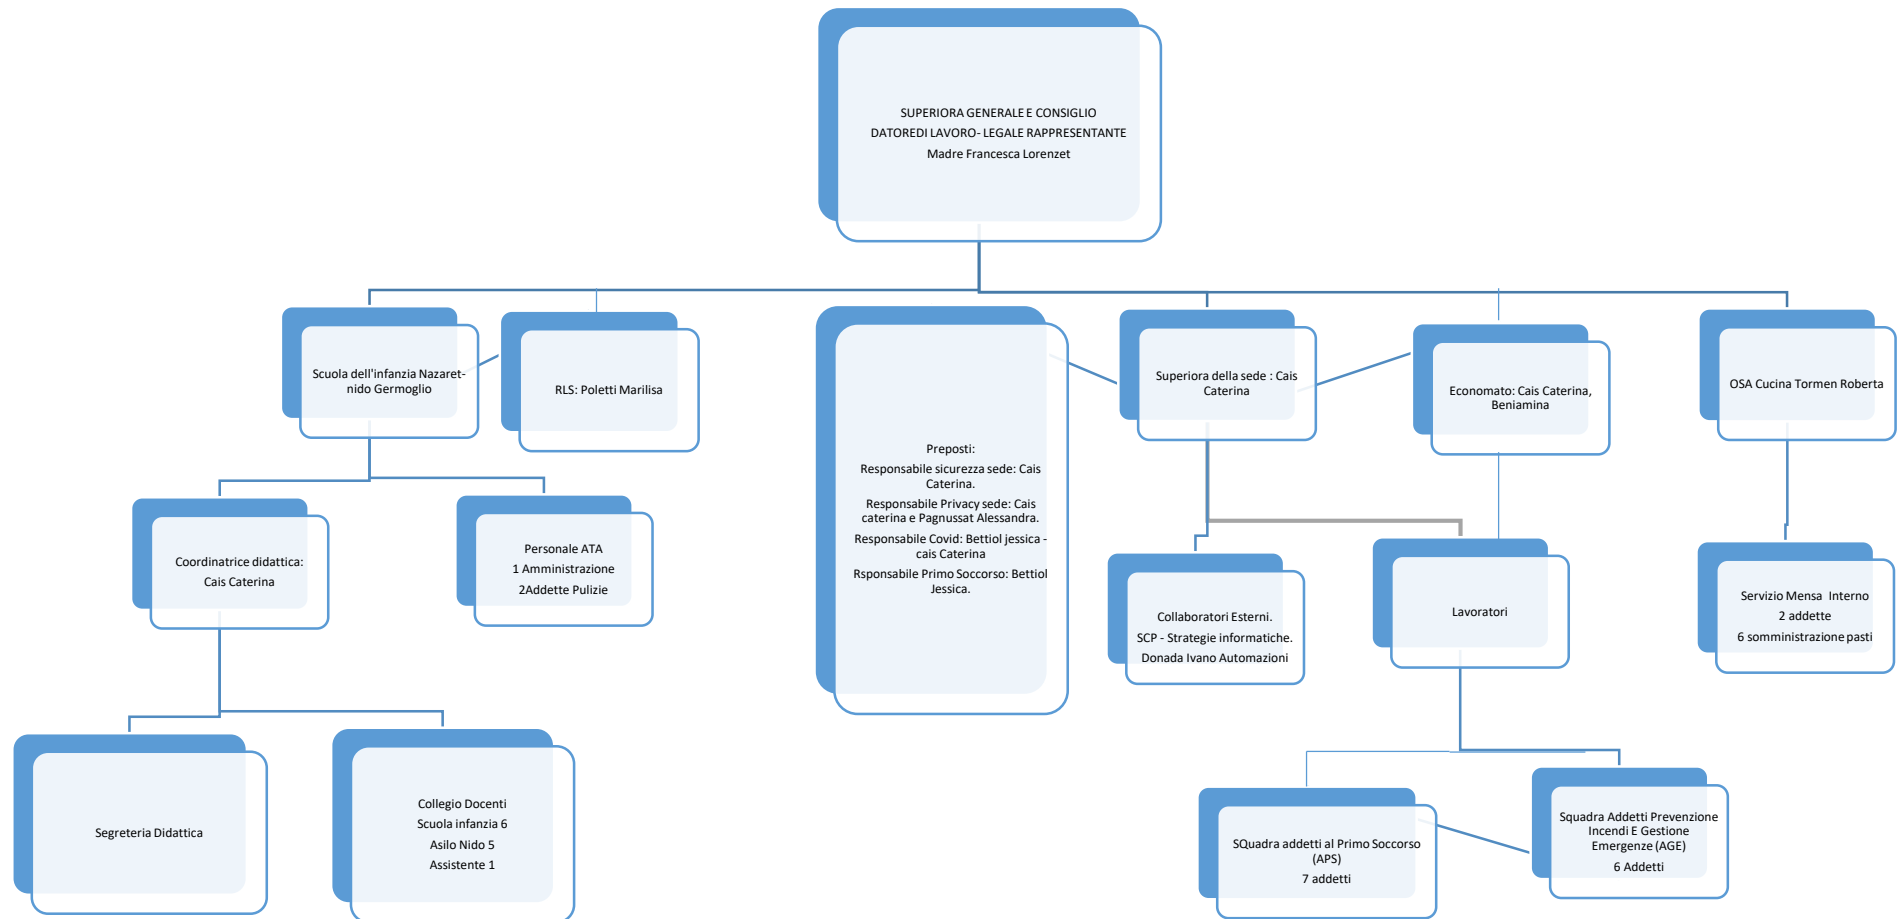 SUPERIORA GENERALE E CONSIGLIO
DATOREDI LAVORO- LEGALE RAPPRESENTANTE
Madre Francesca Lorenzet
Scuola dell'infanzia Nazaret-
nido Germoglio
RLS: Poletti Marilisa
Preposti:
Responsabile sicurezza sede: Cais
Caterina.
Responsabile Privacy sede: Cais
caterina e Pagnussat Alessandra.
Responsabile Covid: Bettiol jessica -
cais Caterina
Rsponsabile Primo Soccorso: Bettiol
Jessica.
Superiora della sede : Cais
Caterina
Economato: Cais Caterina,
Beniamina
OSA Cucina Tormen Roberta
Coordinatrice didattica:
Cais Caterina
Personale ATA
1 Amministrazione
2Addette Pulizie
Collaboratori Esterni.
SCP - Strategie informatiche.
Donada Ivano Automazioni
Lavoratori
Servizio Mensa Interno
2 addette
6 somministrazione pasti
Segreteria Didattica
Collegio Docenti
Scuola infanzia 6
Asilo Nido 5
Assistente 1
SQuadra addetti al Primo Soccorso
(APS)
7 addetti
Squadra Addetti Prevenzione
Incendi E Gestione
Emergenze (AGE)
6 Addetti